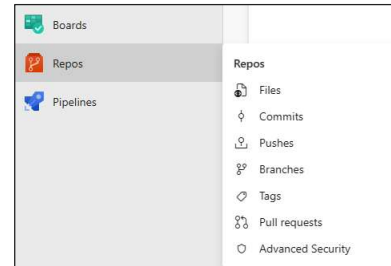 Boards
Repos
Pipelines
Repos
Files
Commits
Pushes
Branches
Tags
Pull requests
Advanced Security